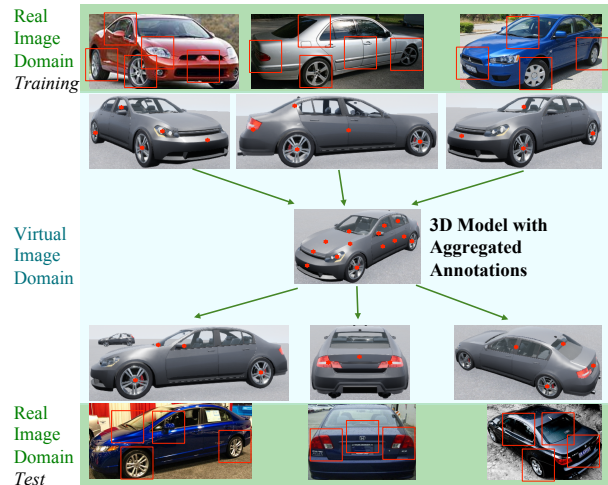 Real
Image
Domain
Training
Virtual
Image
Domain
3D Model with
Aggregated
Annotations
Real
Image
Domain
Test